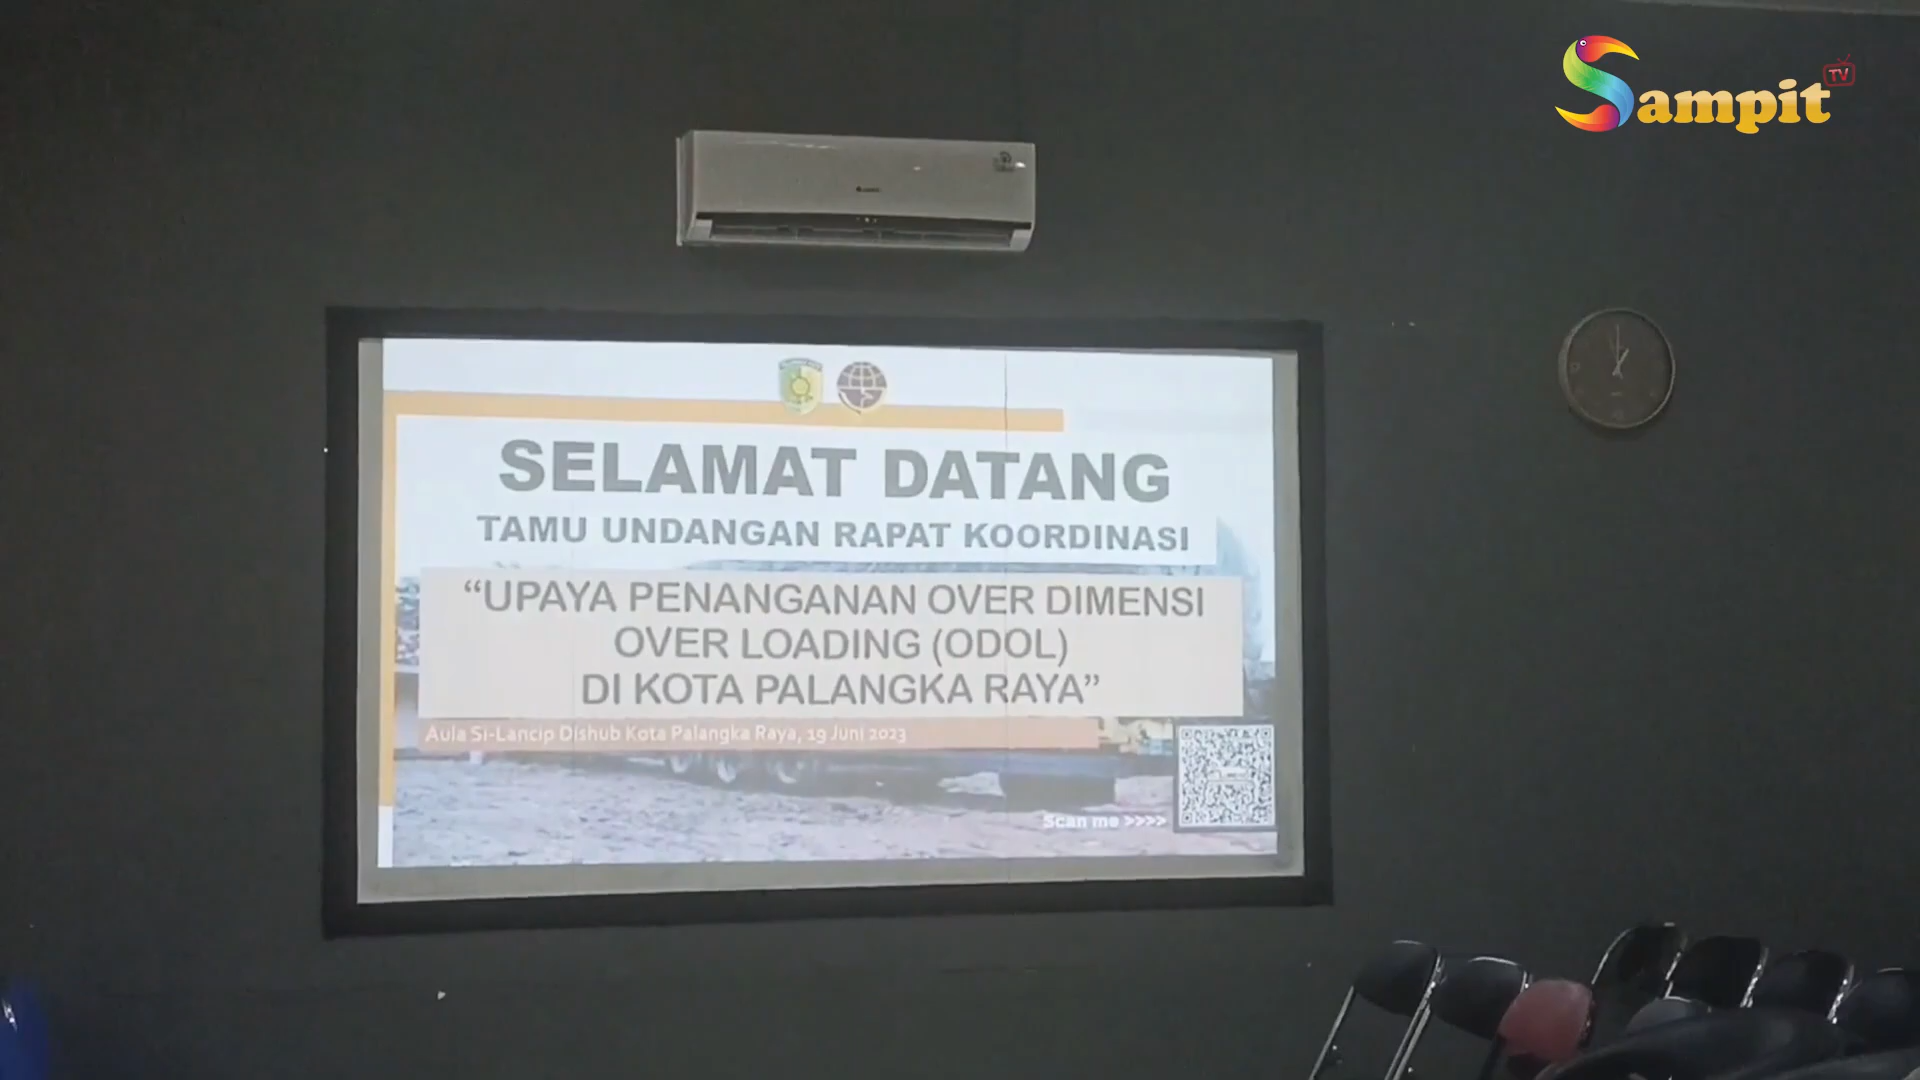 Sampit TV
SELAMAT DATANG
TAMU UNDANGAN RAPAT KOORDINASI
“UPAYA PENANGANAN OVER DIMENSI
OVER LOADING (ODOL)
DI KOTA PALANGKA RAYA”
Aula Si-Lancip Dishub Kota Palangka Raya, 19 Juni 2023
Scan me >>>>